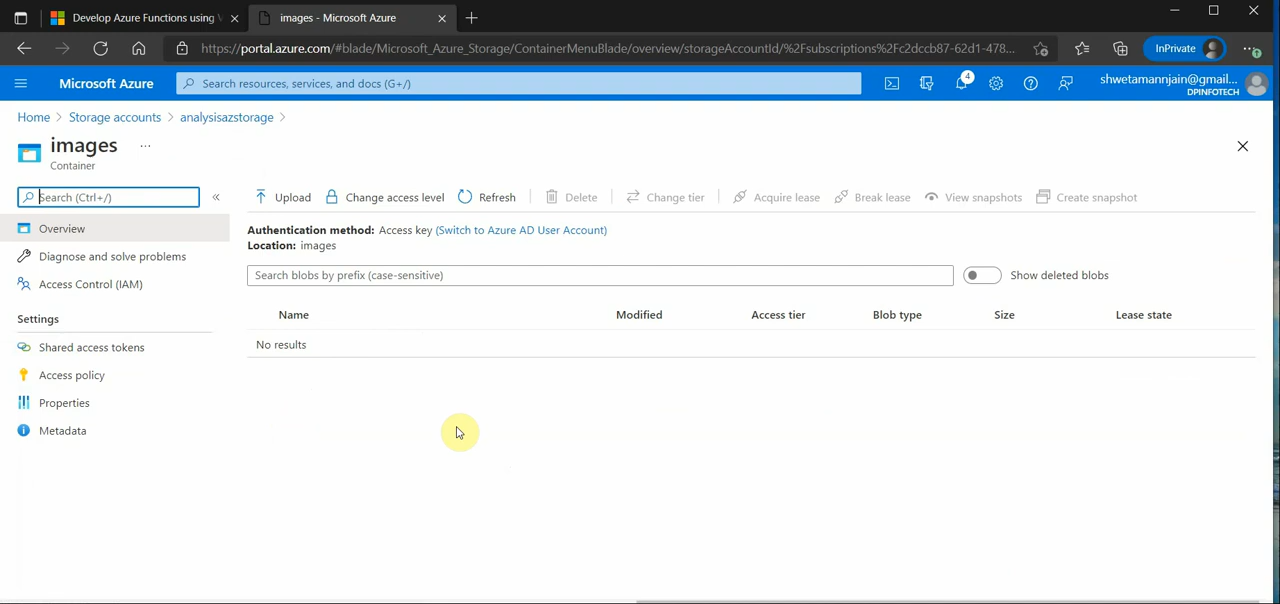 Develop Azure Functions using V
images - Microsoft Azure
https://portal.azure.com/#blade/Microsoft_Azure_Storage/ContainerMenuBlade/overview/storageAccountId/%2Fsubscriptions%2Fc2dccb87-62d1-478...
InPrivate
Microsoft Azure
Search resources, services, and docs (G+/)
4
shwetamannjain@gmail...
DPINFOTECH
Home > Storage accounts > analysisazstorage >
images ...
Container
Search (Ctrl+/)
«
Upload
Change access level
Refresh
Delete
Change tier
Acquire lease
Break lease
View snapshots
Create snapshot
Overview
Diagnose and solve problems
Access Control (IAM)
Settings
Shared access tokens
Access policy
Properties
Metadata
Authentication method: Access key (Switch to Azure AD User Account)
Location: images
Search blobs by prefix (case-sensitive)
Show deleted blobs
Name Modified Access tier Blob type Size Lease state
No results